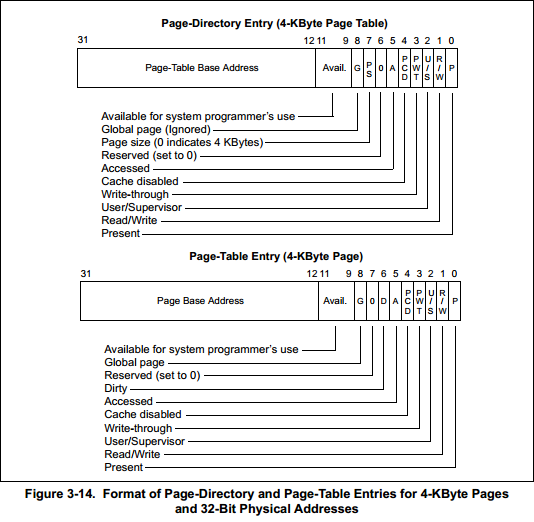 Page-Directory Entry (4-KByte Page Table)
31 12 11 9 8 7 6 5 4 3 2 1 0
Page-Table Base Address Avail. G PS 0 A PCD PWT U/S R/W P
Available for system programmer's use
Global page (Ignored)
Page size (0 indicates 4 KBytes)
Reserved (set to 0)
Accessed
Cache disabled
Write-through
User/Supervisor
Read/Write
Present
Page-Table Entry (4-KByte Page)
31 12 11 9 8 7 6 5 4 3 2 1 0
Page Base Address Avail. G 0 D A PCD PWT U/S R/W P
Available for system programmer's use
Global page
Reserved (set to 0)
Dirty
Accessed
Cache disabled
Write-through
User/Supervisor
Read/Write
Present
Figure 3-14. Format of Page-Directory and Page-Table Entries for 4-KByte Pages
and 32-Bit Physical Addresses